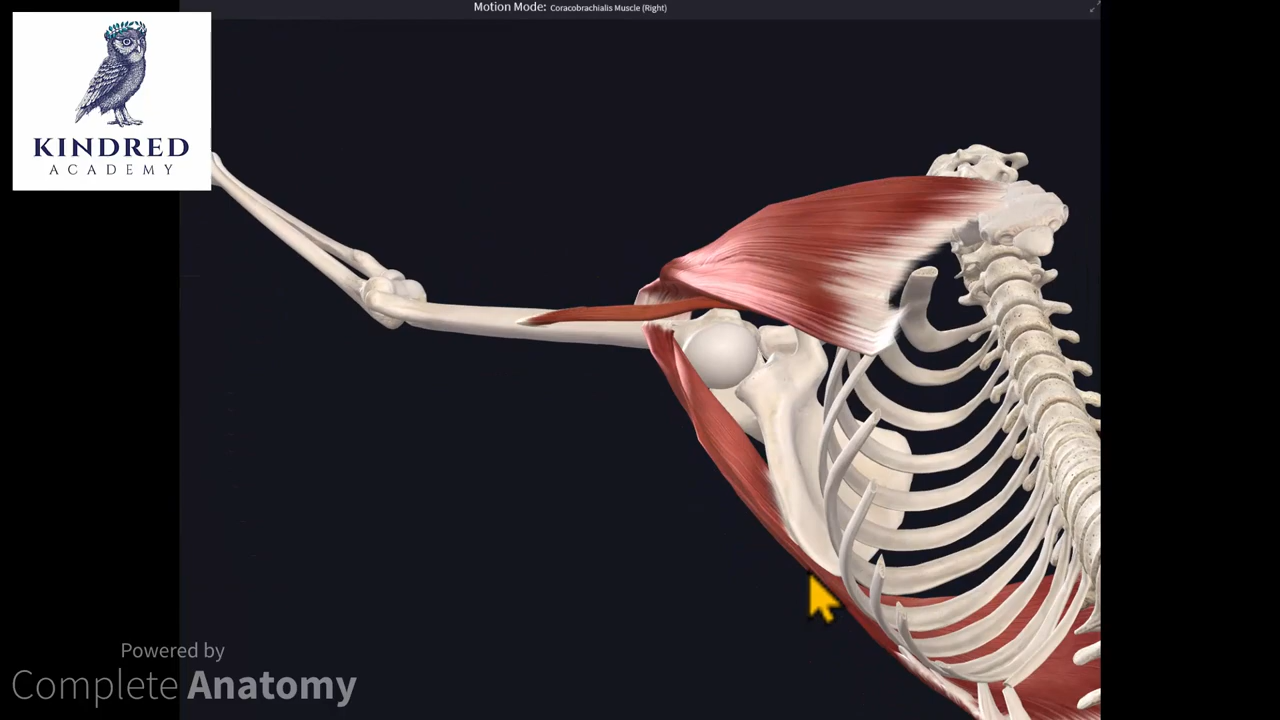 Motion Mode: Coracobrachialis Muscle (Right)
KINDRED
ACADEMY
Powered by
Complete Anatomy